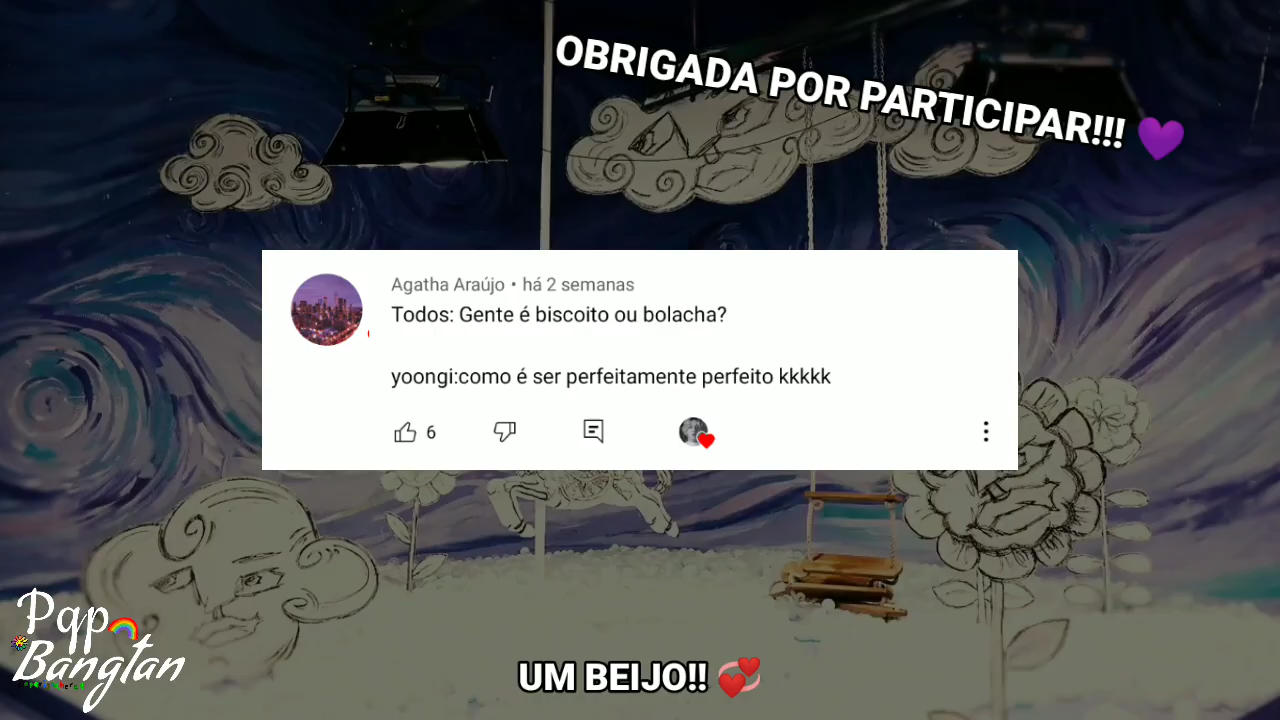 OBRIGADA POR PARTICIPAR!!! 💜
Agatha Araújo • há 2 semanas
Todos: Gente é biscoito ou bolacha?
yoongi:como é ser perfeitamente perfeito kkkkk
6
UM BEIJO!! 💞
Pqp
Bangtan